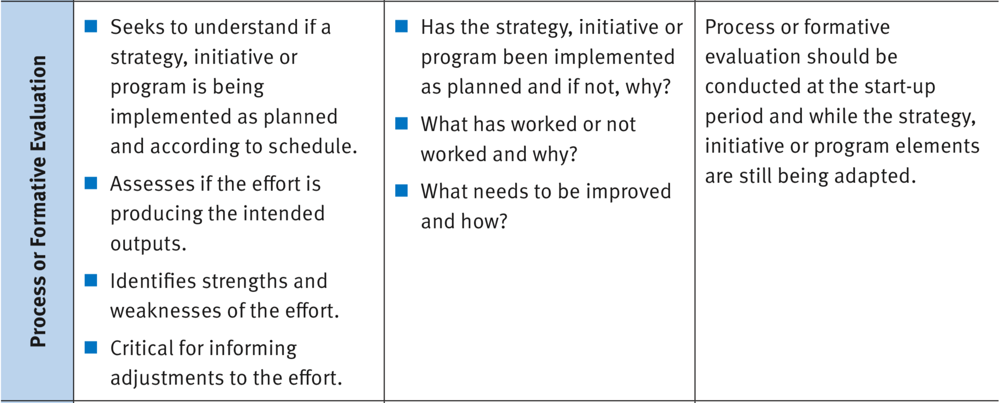 Process or Formative Evaluation
■ Seeks to understand if a
strategy, initiative or
program is being
implemented as planned
and according to schedule.
■ Assesses if the effort is
producing the intended
outputs.
■ Identifies strengths and
weaknesses of the effort.
■ Critical for informing
adjustments to the effort.
■ Has the strategy, initiative or
program been implemented
as planned and if not, why?
■ What has worked or not
worked and why?
■ What needs to be improved
and how?
Process or formative
evaluation should be
conducted at the start-up
period and while the strategy,
initiative or program elements
are still being adapted.